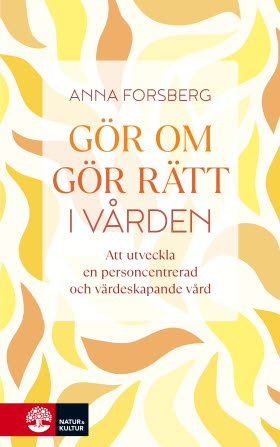 ANNA FORSBERG
GÖR OM
GÖR RÄTT
I VÅRDEN
Att utveckla
en personcentrerad
och värdeskapande vård
NATUR &
KULTUR